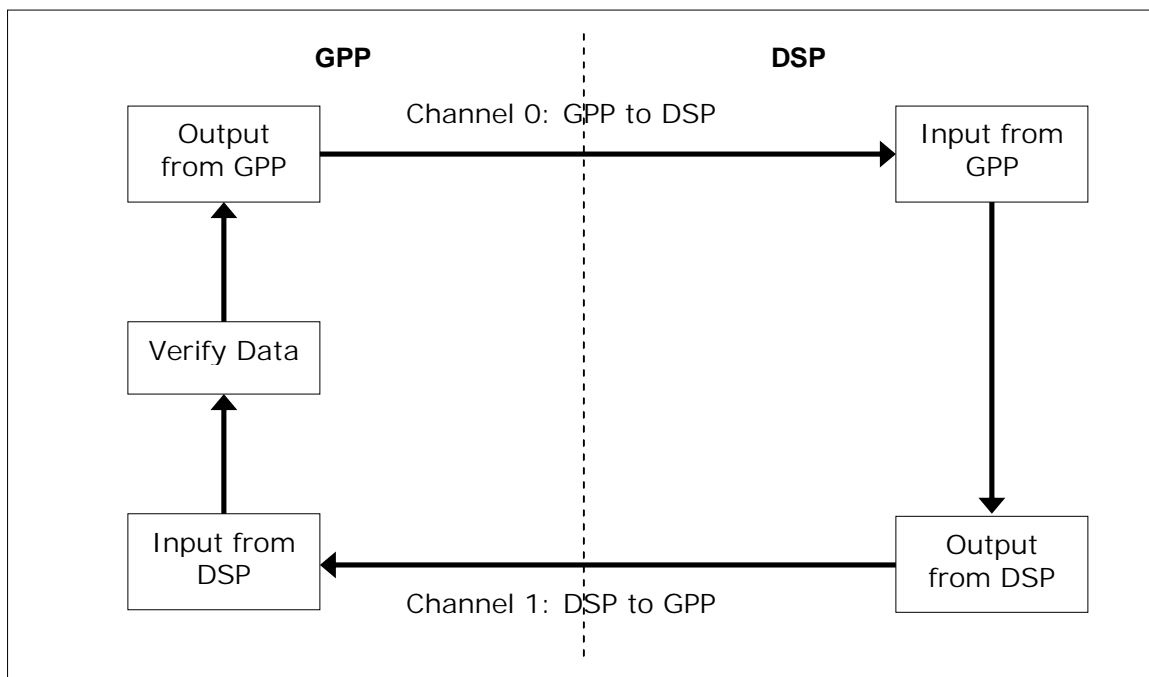 GPP
DSP
Channel 0: GPP to DSP
Output
from GPP
Input from
GPP
Verify Data
Input from
DSP
Output
from DSP
Channel 1: DSP to GPP